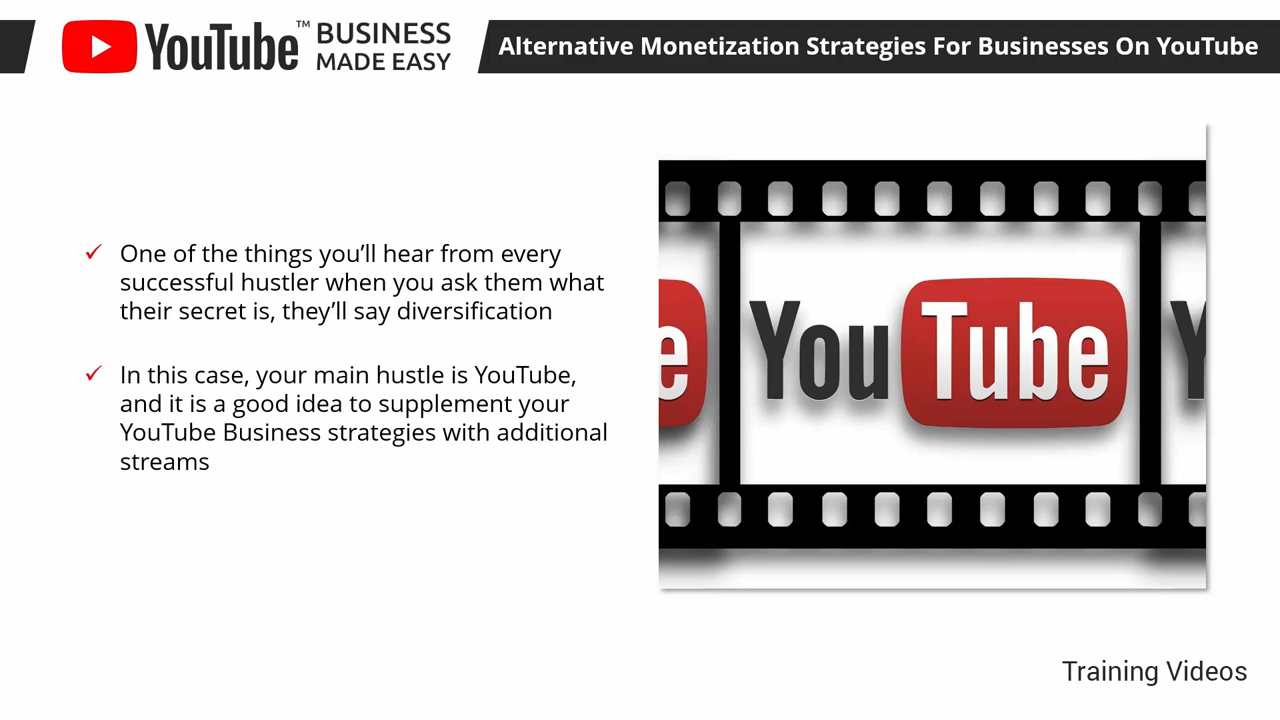 YouTube™ BUSINESS
MADE EASY
Alternative Monetization Strategies For Businesses On YouTube
✓ One of the things you’ll hear from every
successful hustler when you ask them what
their secret is, they’ll say diversification
✓ In this case, your main hustle is YouTube,
and it is a good idea to supplement your
YouTube Business strategies with additional
streams
e
YouTube
Y
Training Videos